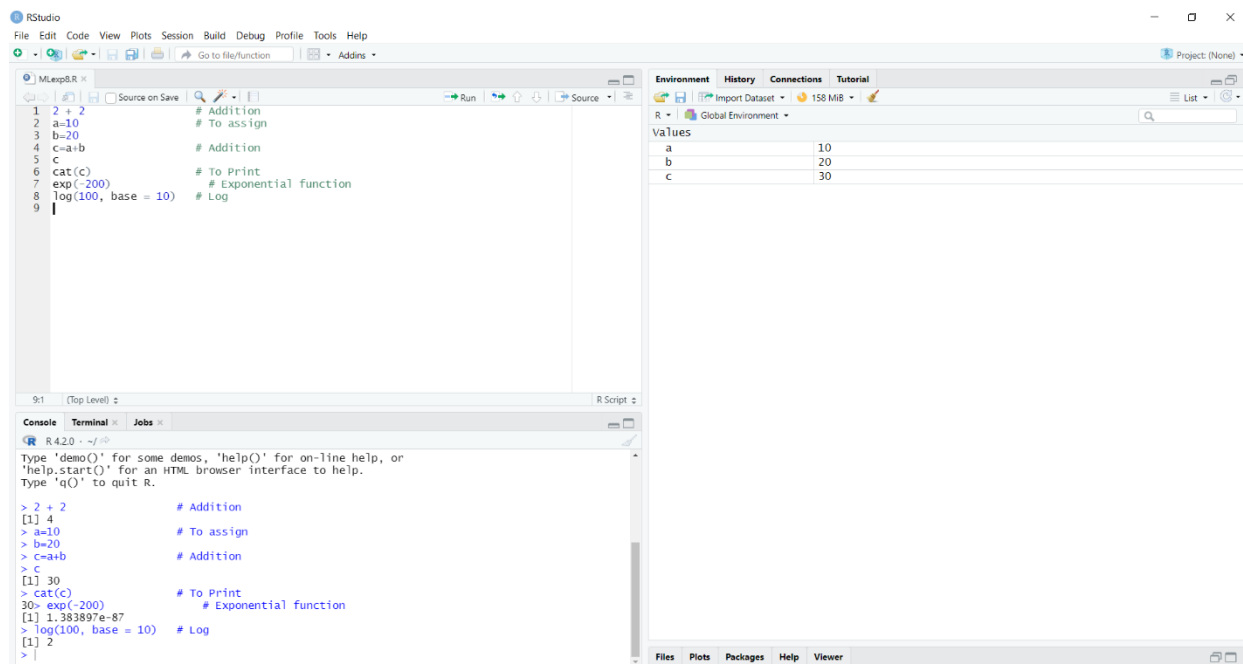 RStudio
File Edit Code View Plots Session Build Debug Profile Tools Help
Go to file/function Addins Project: (None)
MLexp8.R
Source on Save Run Source
1 2 + 2 # Addition
2 a=10 # To assign
3 b=20
4 c=a+b # Addition
5 c
6 cat(c) # To Print
7 exp(-200) # Exponential function
8 log(100, base = 10) # Log
9
9:1 (Top Level) R Script
Console Terminal Jobs
R 4.2.0 · ~/
Type 'demo()' for some demos, 'help()' for on-line help, or
'help.start()' for an HTML browser interface to help.
Type 'q()' to quit R.
> 2 + 2 # Addition
[1] 4
> a=10 # To assign
> b=20
> c=a+b # Addition
> c
[1] 30
> cat(c) # To Print
30> exp(-200) # Exponential function
[1] 1.383897e-87
> log(100, base = 10) # Log
[1] 2
>
Environment History Connections Tutorial
Import Dataset 158 MiB List
R Global Environment
Values
a 10
b 20
c 30
Files Plots Packages Help Viewer